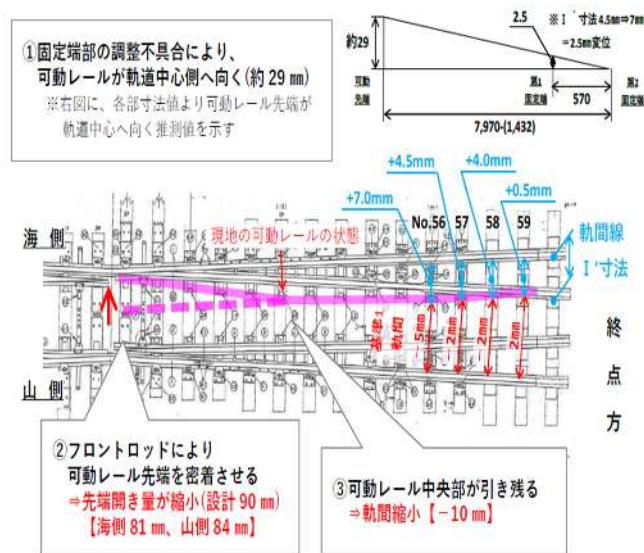 ①固定端部の調整不具合により、
可動レールが軌道中心側へ向く(約29㎜)
※右図に、各部寸法値より可動レール先端が
軌道中心へ向く推測値を示す
約29
2.5
※Ⅰ'寸法4.5mm⇒7mm
=2.5mm変位
可動
先端
第1
固定端
570
第2
固定端
7,970-(1,432)
+4.5mm
+4.0mm
+7.0mm
+0.5mm
No.56
57
58
59
海側
現地の可動レールの状態
軌間線
Ⅰ'寸法
基準1
軌間
-5mm
-2mm
-2mm
2mm
終点方
山側
②フロントロッドにより
可動レール先端を密着させる
⇒先端開き量が縮小(設計90㎜)
【海側81㎜、山側84㎜】
③可動レール中央部が引き残る
⇒軌間縮小【-10㎜】